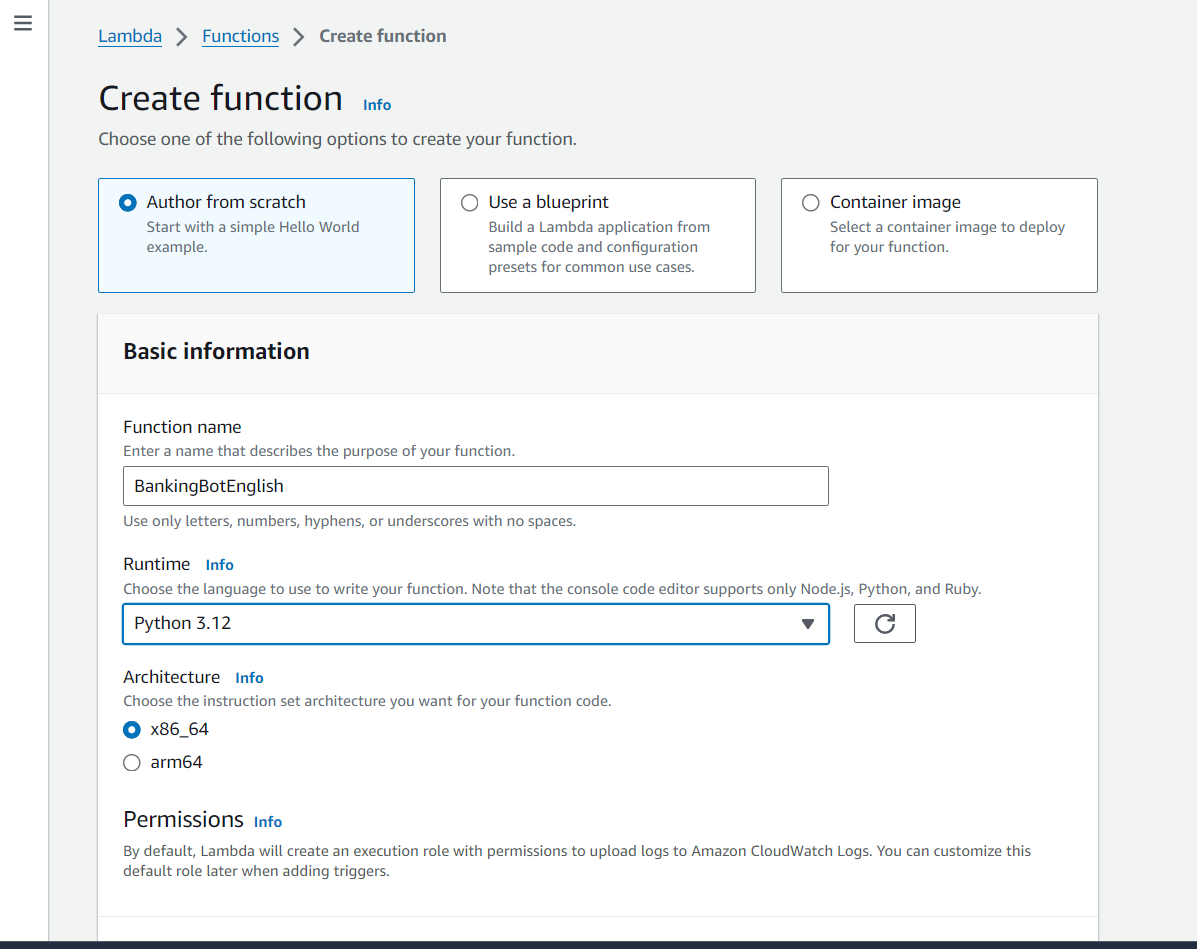 Lambda > Functions > Create function
Create function Info
Choose one of the following options to create your function.
Author from scratch
Start with a simple Hello World
example.
Use a blueprint
Build a Lambda application from
sample code and configuration
presets for common use cases.
Container image
Select a container image to deploy
for your function.
Basic information
Function name
Enter a name that describes the purpose of your function.
BankingBotEnglish
Use only letters, numbers, hyphens, or underscores with no spaces.
Runtime Info
Choose the language to use to write your function. Note that the console code editor supports only Node.js, Python, and Ruby.
Python 3.12
Architecture Info
Choose the instruction set architecture you want for your function code.
x86_64
arm64
Permissions Info
By default, Lambda will create an execution role with permissions to upload logs to Amazon CloudWatch Logs. You can customize this
default role later when adding triggers.